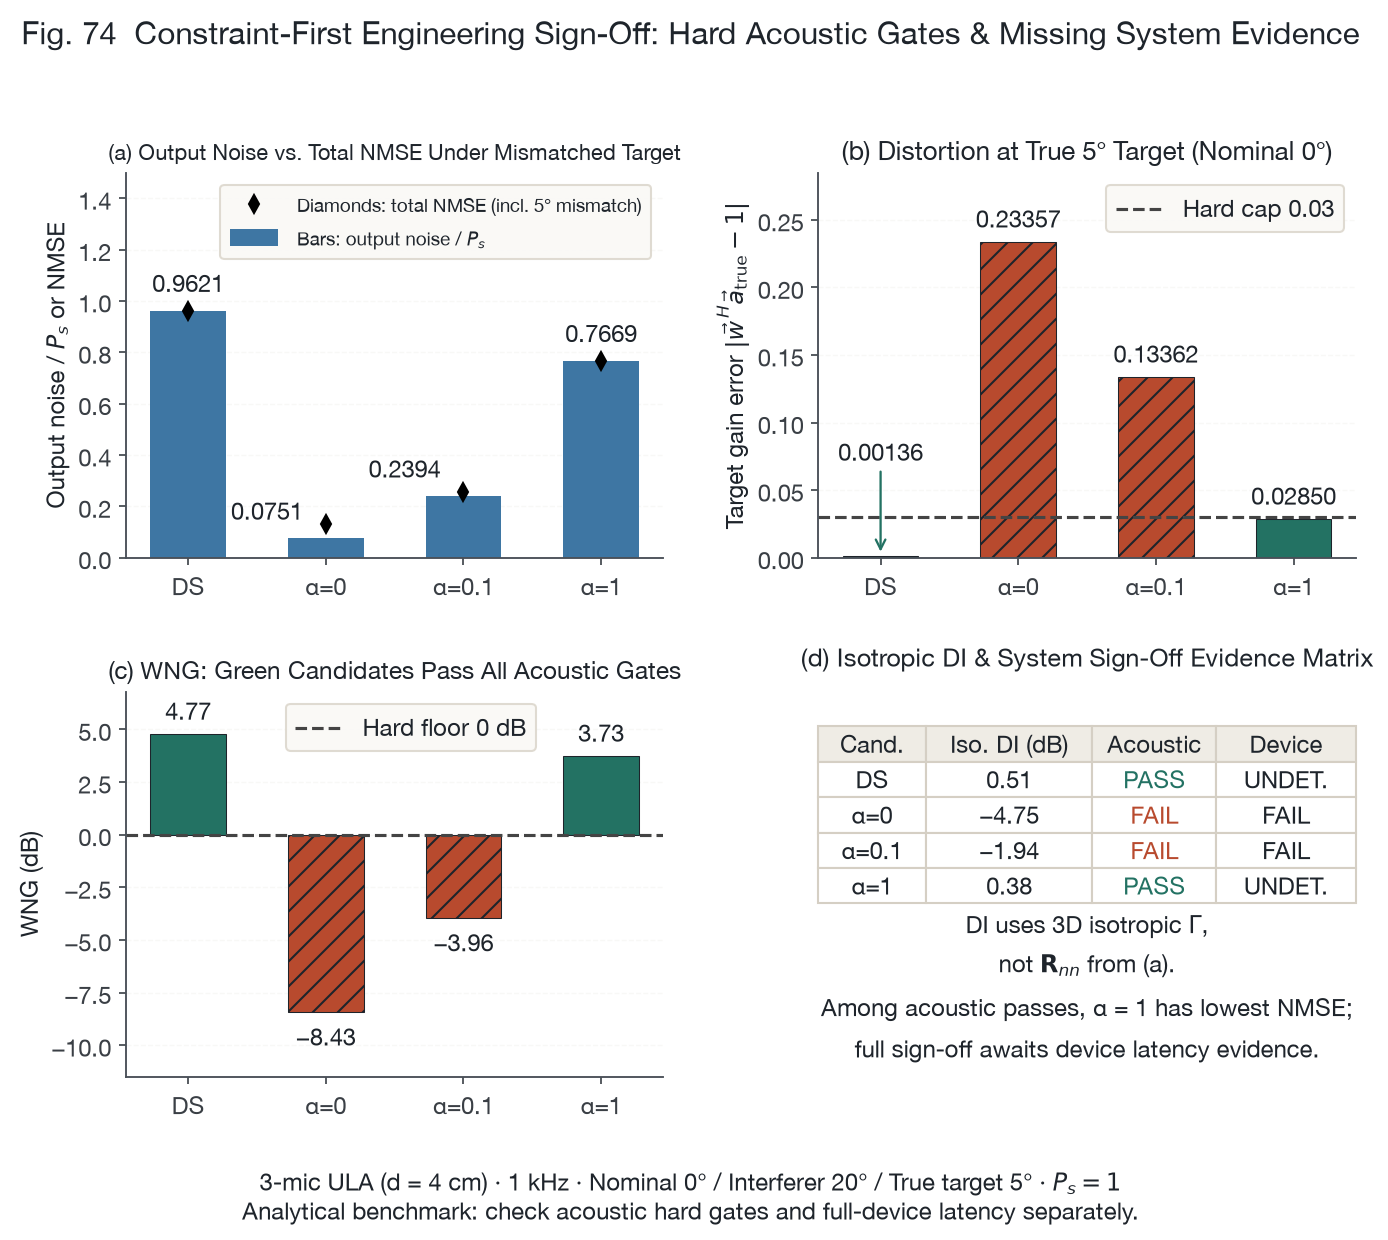 Fig. 74  Constraint-First Engineering Sign-Off: Hard Acoustic Gates & Missing System Evidence
(a) Output Noise vs. Total NMSE Under Mismatched Target
Output noise / Pₛ or NMSE
1.4
1.2
1.0
0.8
0.6
0.4
0.2
0.0
Diamonds: total NMSE (incl. 5° mismatch)
Bars: output noise / Pₛ
0.9621
0.0751
0.2394
0.7669
DS
α=0
α=0.1
α=1
(b) Distortion at True 5° Target (Nominal 0°)
Target gain error |w⃗ᴴa⃗_true − 1|
0.25
0.20
0.15
0.10
0.05
0.00
Hard cap 0.03
0.00136
0.23357
0.13362
0.02850
DS
α=0
α=0.1
α=1
(c) WNG: Green Candidates Pass All Acoustic Gates
WNG (dB)
5.0
2.5
0.0
−2.5
−5.0
−7.5
−10.0
Hard floor 0 dB
4.77
−8.43
−3.96
3.73
DS
α=0
α=0.1
α=1
(d) Isotropic DI & System Sign-Off Evidence Matrix
Cand. Iso. DI (dB) Acoustic Device
DS 0.51 PASS UNDET.
α=0 −4.75 FAIL FAIL
α=0.1 −1.94 FAIL FAIL
α=1 0.38 PASS UNDET.
DI uses 3D isotropic Γ,
not 𝐑ₙₙ from (a).
Among acoustic passes, α = 1 has lowest NMSE;
full sign-off awaits device latency evidence.
3-mic ULA (d = 4 cm) · 1 kHz · Nominal 0° / Interferer 20° / True target 5° · Pₛ = 1
Analytical benchmark: check acoustic hard gates and full-device latency separately.